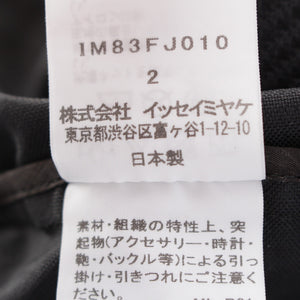 IM83FJ010
2
株式会社 イッセイミヤケ
東京都渋谷区富ヶ谷1-12-10
日本製
素材・組織の特性上、突
起物(アクセサリー・時計・
鞄・バックル等)による引っ
掛け・引きつれにご注意く
ださい。